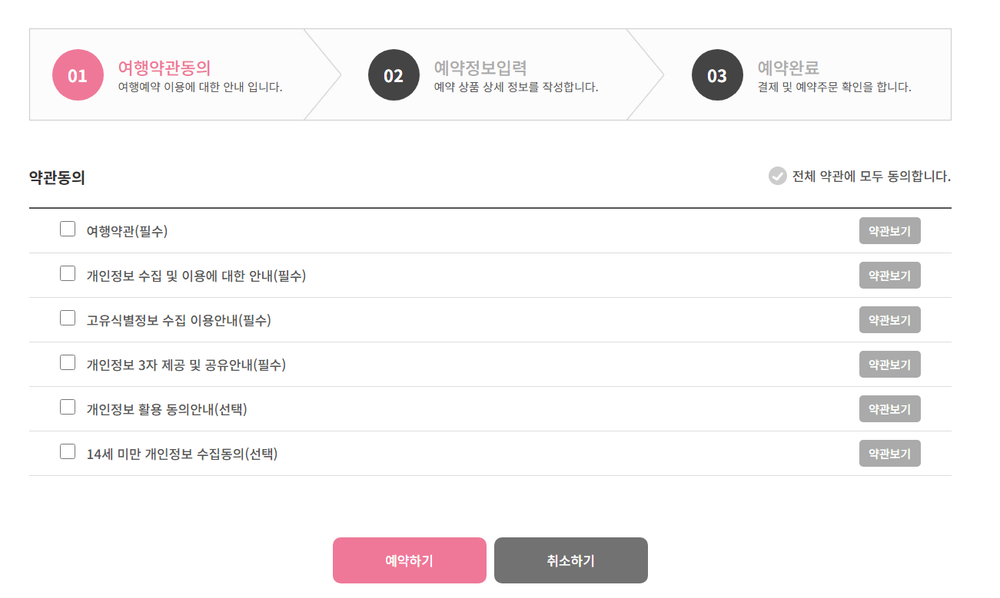 01 여행약관동의
여행예약 이용에 대한 안내 입니다.
02 예약정보입력
예약 상품 상세 정보를 작성합니다.
03 예약완료
결제 및 예약주문 확인을 합니다.
약관동의
전체 약관에 모두 동의합니다.
여행약관(필수) 약관보기
개인정보 수집 및 이용에 대한 안내(필수) 약관보기
고유식별정보 수집 이용안내(필수) 약관보기
개인정보 3자 제공 및 공유안내(필수) 약관보기
개인정보 활용 동의안내(선택) 약관보기
14세 미만 개인정보 수집동의(선택) 약관보기
예약하기 취소하기